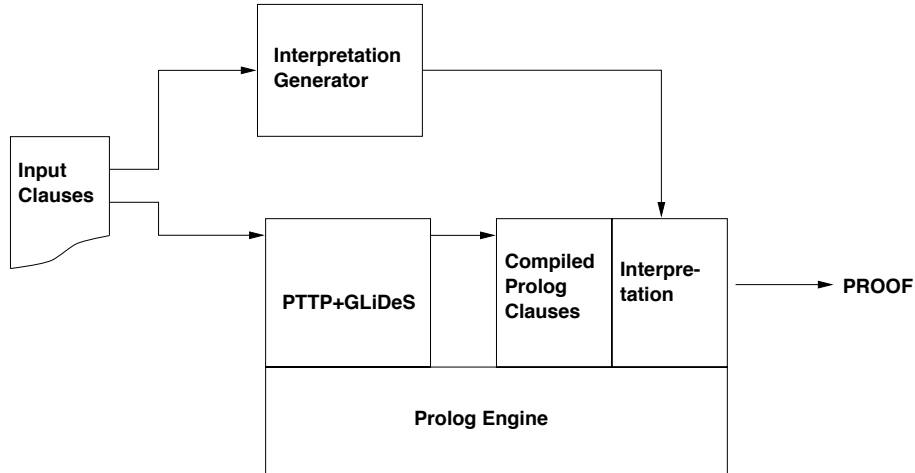 Interpretation
Generator
Input
Clauses
PTTP+GLiDeS
Compiled
Prolog
Clauses
Interpre-
tation
PROOF
Prolog Engine